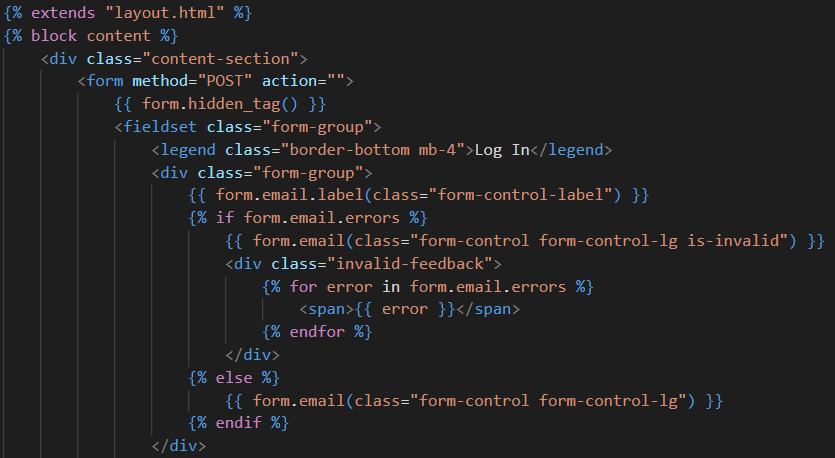 {% extends "layout.html" %}
{% block content %}
    <div class="content-section">
        <form method="POST" action="">
            {{ form.hidden_tag() }}
            <fieldset class="form-group">
                <legend class="border-bottom mb-4">Log In</legend>
                <div class="form-group">
                    {{ form.email.label(class="form-control-label") }}
                    {% if form.email.errors %}
                        {{ form.email(class="form-control form-control-lg is-invalid") }}
                        <div class="invalid-feedback">
                            {% for error in form.email.errors %}
                                <span>{{ error }}</span>
                            {% endfor %}
                        </div>
                    {% else %}
                        {{ form.email(class="form-control form-control-lg") }}
                    {% endif %}
                </div>